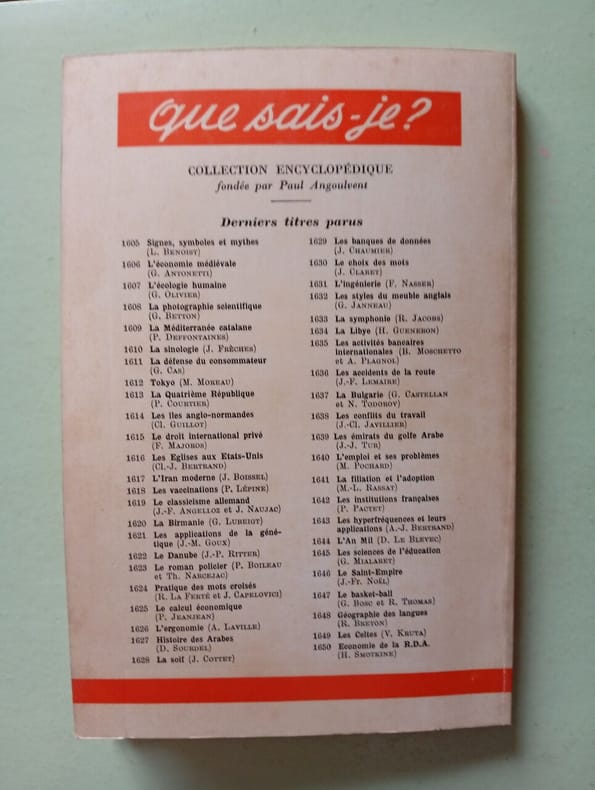 que sais-je?
COLLECTION ENCYCLOPÉDIQUE
fondée par Paul Angoulvent
Derniers titres parus
1605 Signes, symboles et mythes
(L. BENOIST)
1606 L'économie médiévale
(G. ANTONETTI)
1607 L'écologie humaine
(G. OLIVIER)
1608 La photographie scientifique
(G. BETTON)
1609 La Méditerranée catalane
(P. DEFFONTAINES)
1610 La sinologie (J. FRÈCHES)
1611 La défense du consommateur
(G. CAS)
1612 Tokyo (M. MOREAU)
1613 La Quatrième République
(P. COURTIER)
1614 Les îles anglo-normandes
(Cl. GUILLOT)
1615 Le droit international privé
(F. MAJOROS)
1616 Les Eglises aux Etats-Unis
(Cl.-J. BERTRAND)
1617 L'Iran moderne (J. BOISSEL)
1618 Les vaccinations (P. LÉPINE)
1619 Le classicisme allemand
(J.-F. ANGELLOZ et J. NAUJAC)
1620 La Birmanie (G. LUBEIGT)
1621 Les applications de la géné-
tique (J.-M. GOUX)
1622 Le Danube (J.-P. RITTER)
1623 Le roman policier (P. BOILEAU
et Th. NARCEJAC)
1624 Pratique des mots croisés
(R. LA FERTÉ et J. CAPELOVICI)
1625 Le calcul économique
(P. JEANJEAN)
1626 L'ergonomie (A. LAVILLE)
1627 Histoire des Arabes
(D. SOURDEL)
1628 La soif (J. COTTET)
1629 Les banques de données
(J. CHAUMIER)
1630 Le choix des mots
(J. CLARET)
1631 L'ingénierie (F. NASSER)
1632 Les styles du meuble anglais
(G. JANNEAU)
1633 La symphonie (R. JACOBS)
1634 La Libye (H. GUENERON)
1635 Les activités bancaires
internationales (B. MOSCHETTO
et A. PLAGNOL)
1636 Les accidents de la route
(J.-F. LEMAIRE)
1637 La Bulgarie (G. CASTELLAN
et N. TODOROV)
1638 Les conflits du travail
(J.-Cl. JAVILLIER)
1639 Les émirats du golfe Arabe
(J.-J. TUR)
1640 L'emploi et ses problèmes
(M. POCHARD)
1641 La filiation et l'adoption
(M.-L. RASSAT)
1642 Les institutions françaises
(P. PACTET)
1643 Les hyperfréquences et leurs
applications (A.-J. BERTRAND)
1644 L'An Mil (D. LE BLEVEC)
1645 Les sciences de l'éducation
(G. MIALARET)
1646 Le Saint-Empire
(J.-Fr. NOËL)
1647 Le basket-ball
(G. BOSC et R. THOMAS)
1648 Géographie des langues
(R. BRETON)
1649 Les Celtes (V. KRUTA)
1650 Economie de la R.D.A.
(H. SMOTKINE)